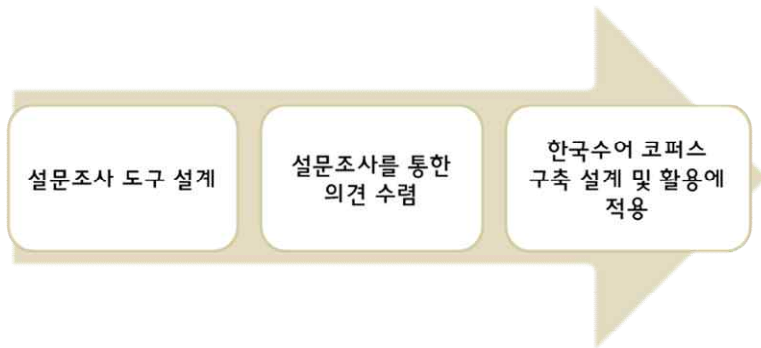 설문조사 도구 설계
설문조사를 통한
의견 수렴
한국수어 코퍼스
구축 설계 및 활용에
적용